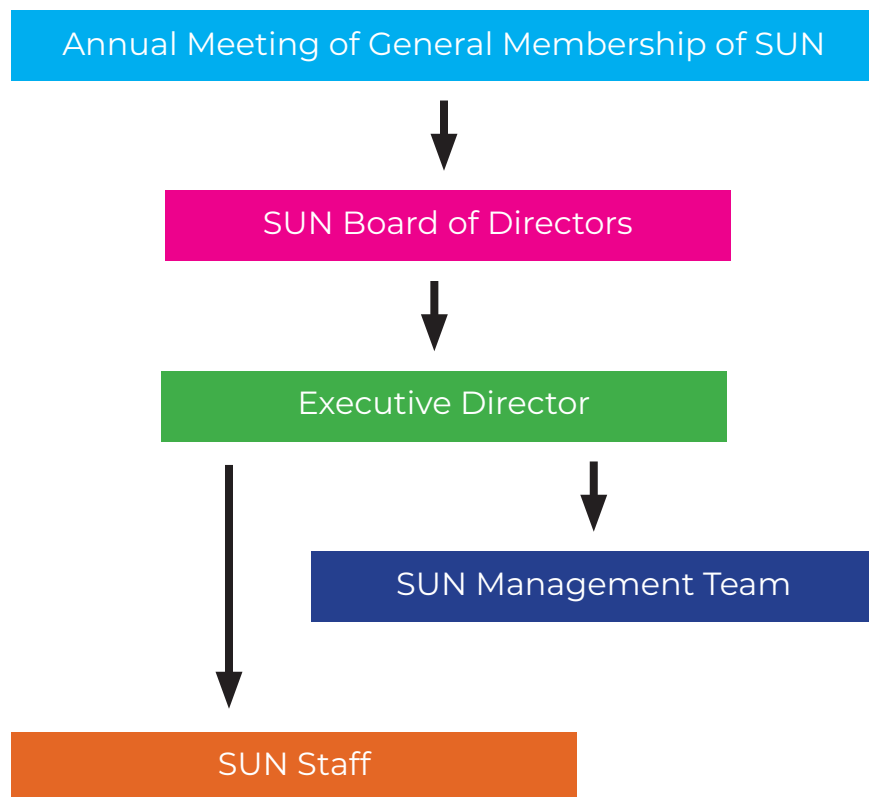 Annual Meeting of General Membership of SUN
SUN Board of Directors
Executive Director
SUN Management Team
SUN Staff